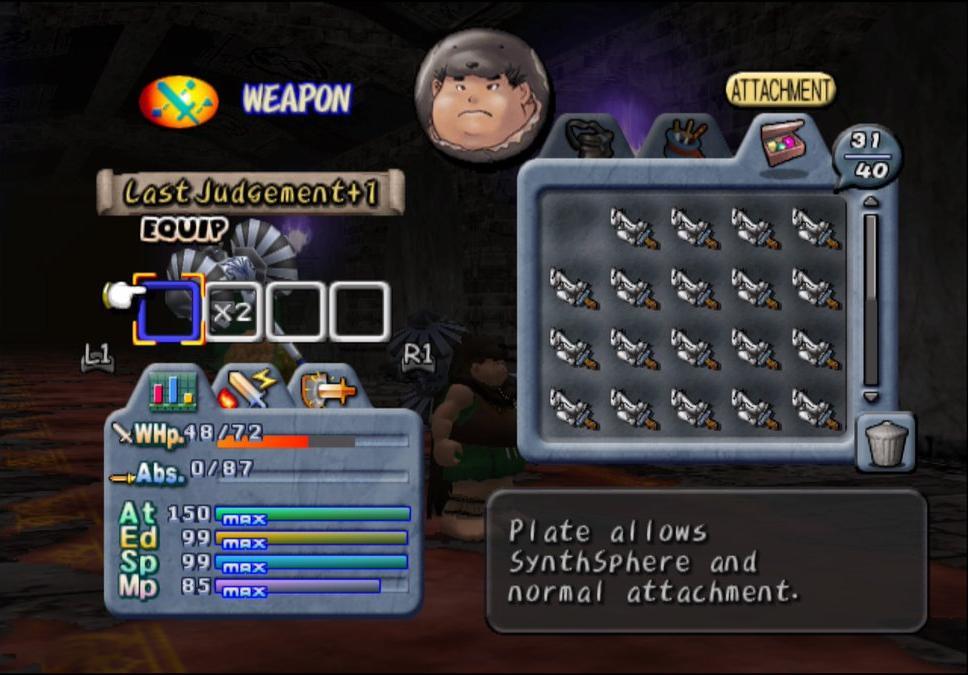 WEAPON
ATTACHMENT
31
40
Last Judgement+1
EQUIP
x2
L1
R1
WHp. 48/72
Abs. 0/87
At 150 max
Ed 99 max
Sp 99 max
Mp 85 max
Plate allows
SynthSphere and
normal attachment.